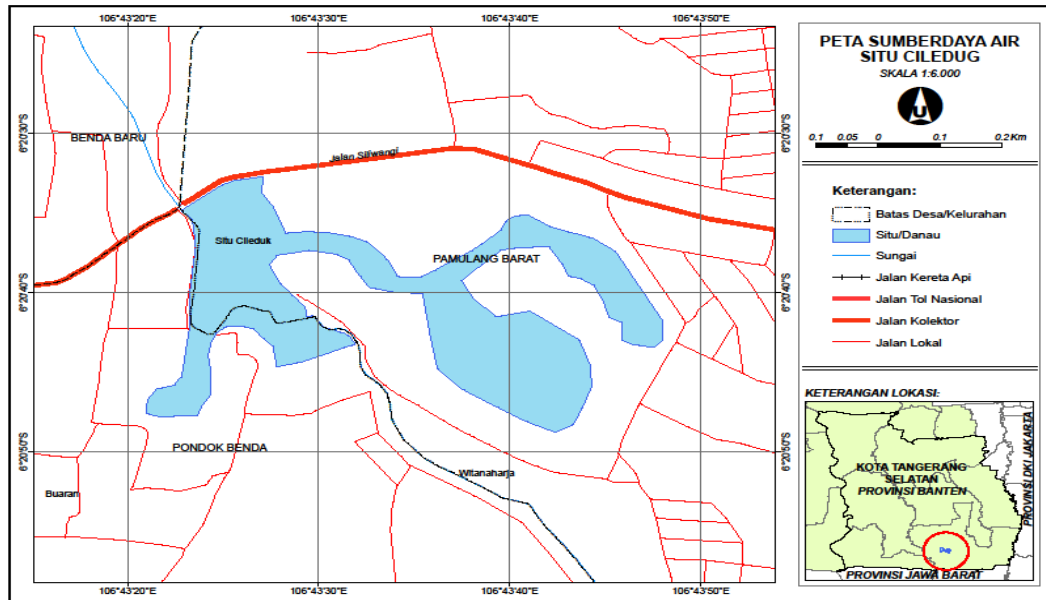 106°43'20"E
106°43'30"E
106°43'40"E
106°43'50"E
6°20'30"S
6°20'30"S
BENDA BARU
Jalan Siliwangi
Situ Cileduk
PAMULANG BARAT
6°20'40"S
6°20'40"S
PONDOK BENDA
6°20'50"S
6°20'50"S
Buaran
Witanaharja
106°43'20"E
106°43'30"E
106°43'40"E
106°43'50"E
PETA SUMBERDAYA AIR
SITU CILEDUG
SKALA 1:6.000
U
0.1 0.05 0 0.1 0.2 Km
Keterangan:
Batas Desa/Kelurahan
Situ/Danau
Sungai
Jalan Kereta Api
Jalan Tol Nasional
Jalan Kolektor
Jalan Lokal
KETERANGAN LOKASI:
KOTA TANGERANG
SELATAN
PROVINSI BANTEN
PROVINSI DKI JAKARTA
PROVINSI JAWA BARAT